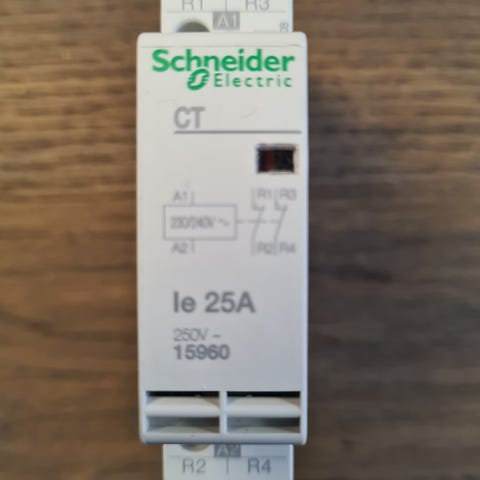 R1 R3
A1
Schneider
Electric
CT
A1 R1 R3
230/240V ~
A2 R2 R4
Ie 25A
250V ~
15960
A2
R2 R4